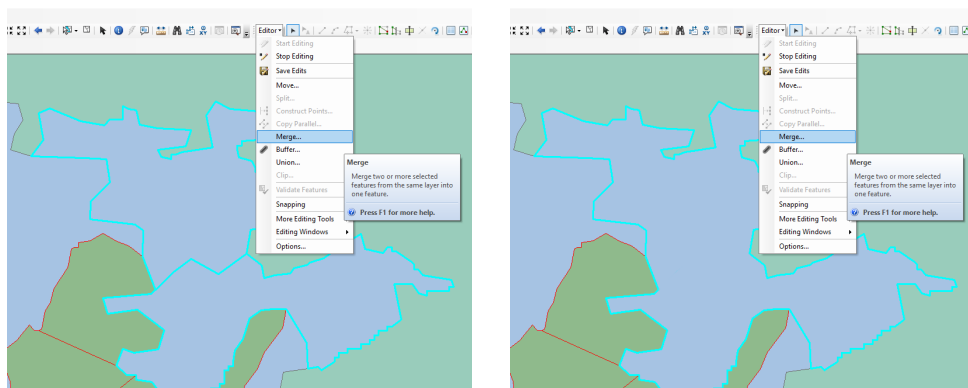 Editor
Start Editing
Stop Editing
Save Edits
Move...
Split...
Construct Points...
Copy Parallel...
Merge...
Buffer...
Union...
Clip...
Validate Features
Snapping
More Editing Tools
Editing Windows
Options...
Merge
Merge two or more selected
features from the same layer into
one feature.
Press F1 for more help.
Editor
Start Editing
Stop Editing
Save Edits
Move...
Split...
Construct Points...
Copy Parallel...
Merge...
Buffer...
Union...
Clip...
Validate Features
Snapping
More Editing Tools
Editing Windows
Options...
Merge
Merge two or more selected
features from the same layer into
one feature.
Press F1 for more help.